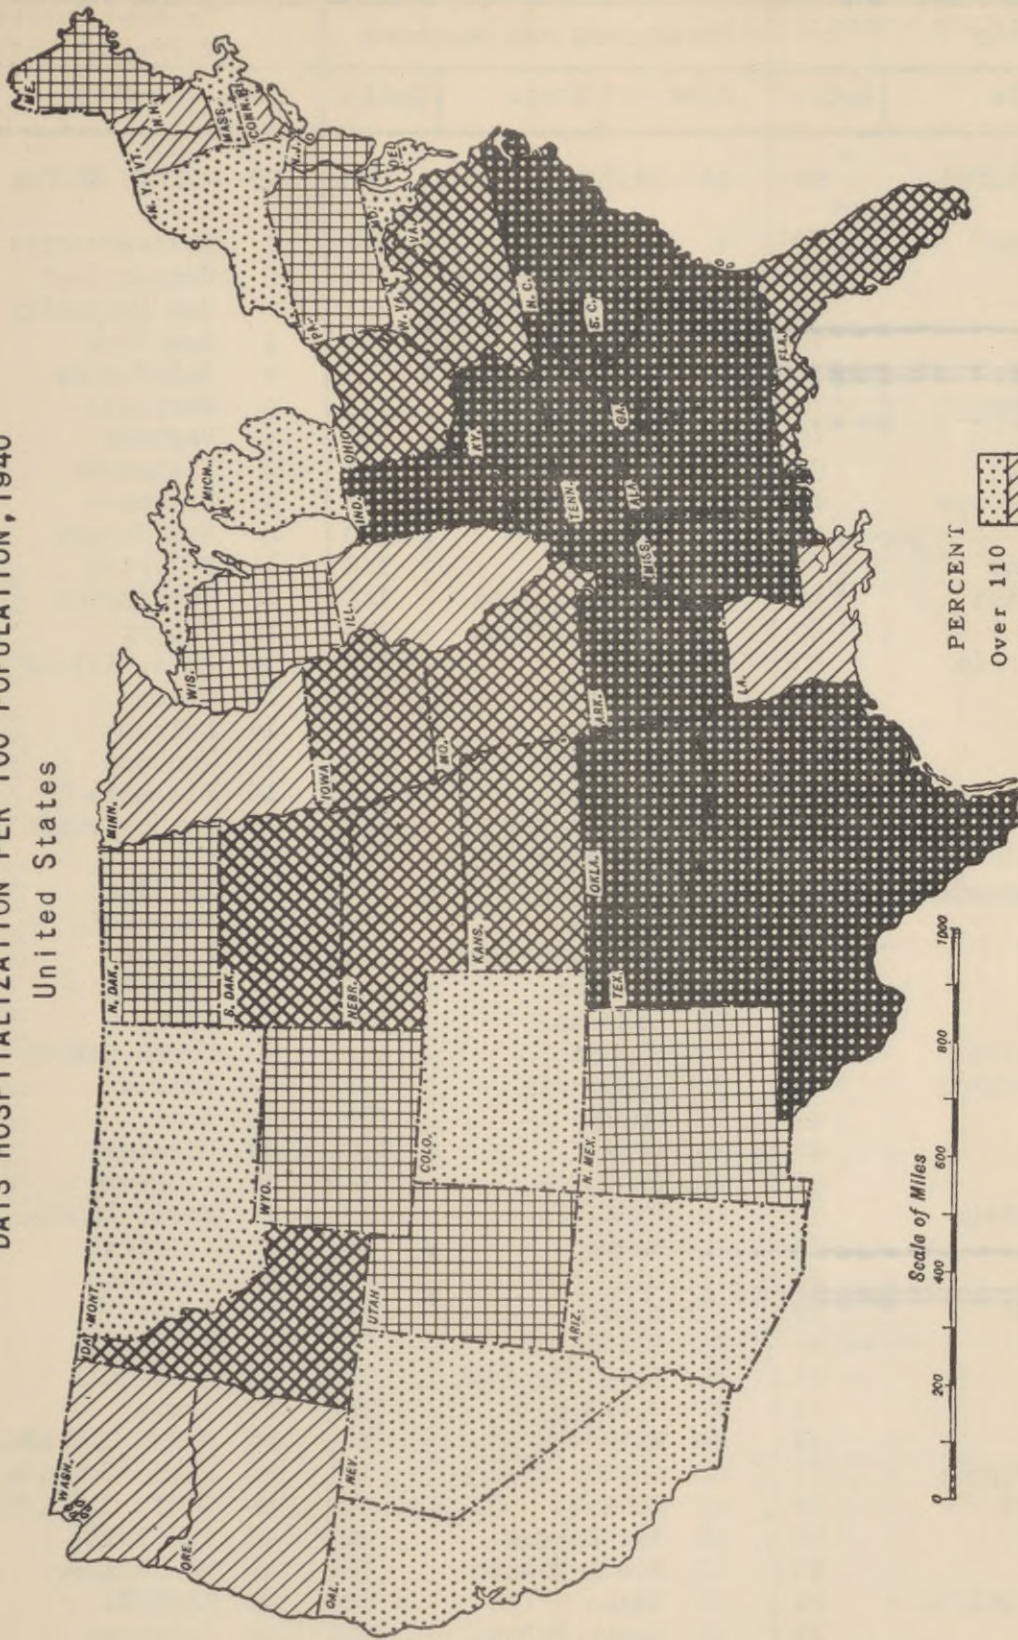 DAYS HOSPITALIZATION PER 100 POPULATION, 1940
United States
WASH.
ORE.
CAL.
NEV.
IDA.
MONT.
WYO.
UTAH
ARIZ.
COLO.
N. MEX.
N. DAK.
S. DAK.
NEBR.
KANS.
OKLA.
TEX.
MINN.
IOWA
MO.
ARK.
LA.
WIS.
ILL.
MICH.
IND.
OHIO
KY.
TENN.
MISS.
ALA.
GA.
FLA.
S. C.
N. C.
VA.
W. VA.
MD.
DEL.
PA.
N. J.
N. Y.
VT.
N.H.
MASS.
CONN.
R.I.
ME.
Scale of Miles
0 200 400 600 800 1000
PERCENT
Over 110